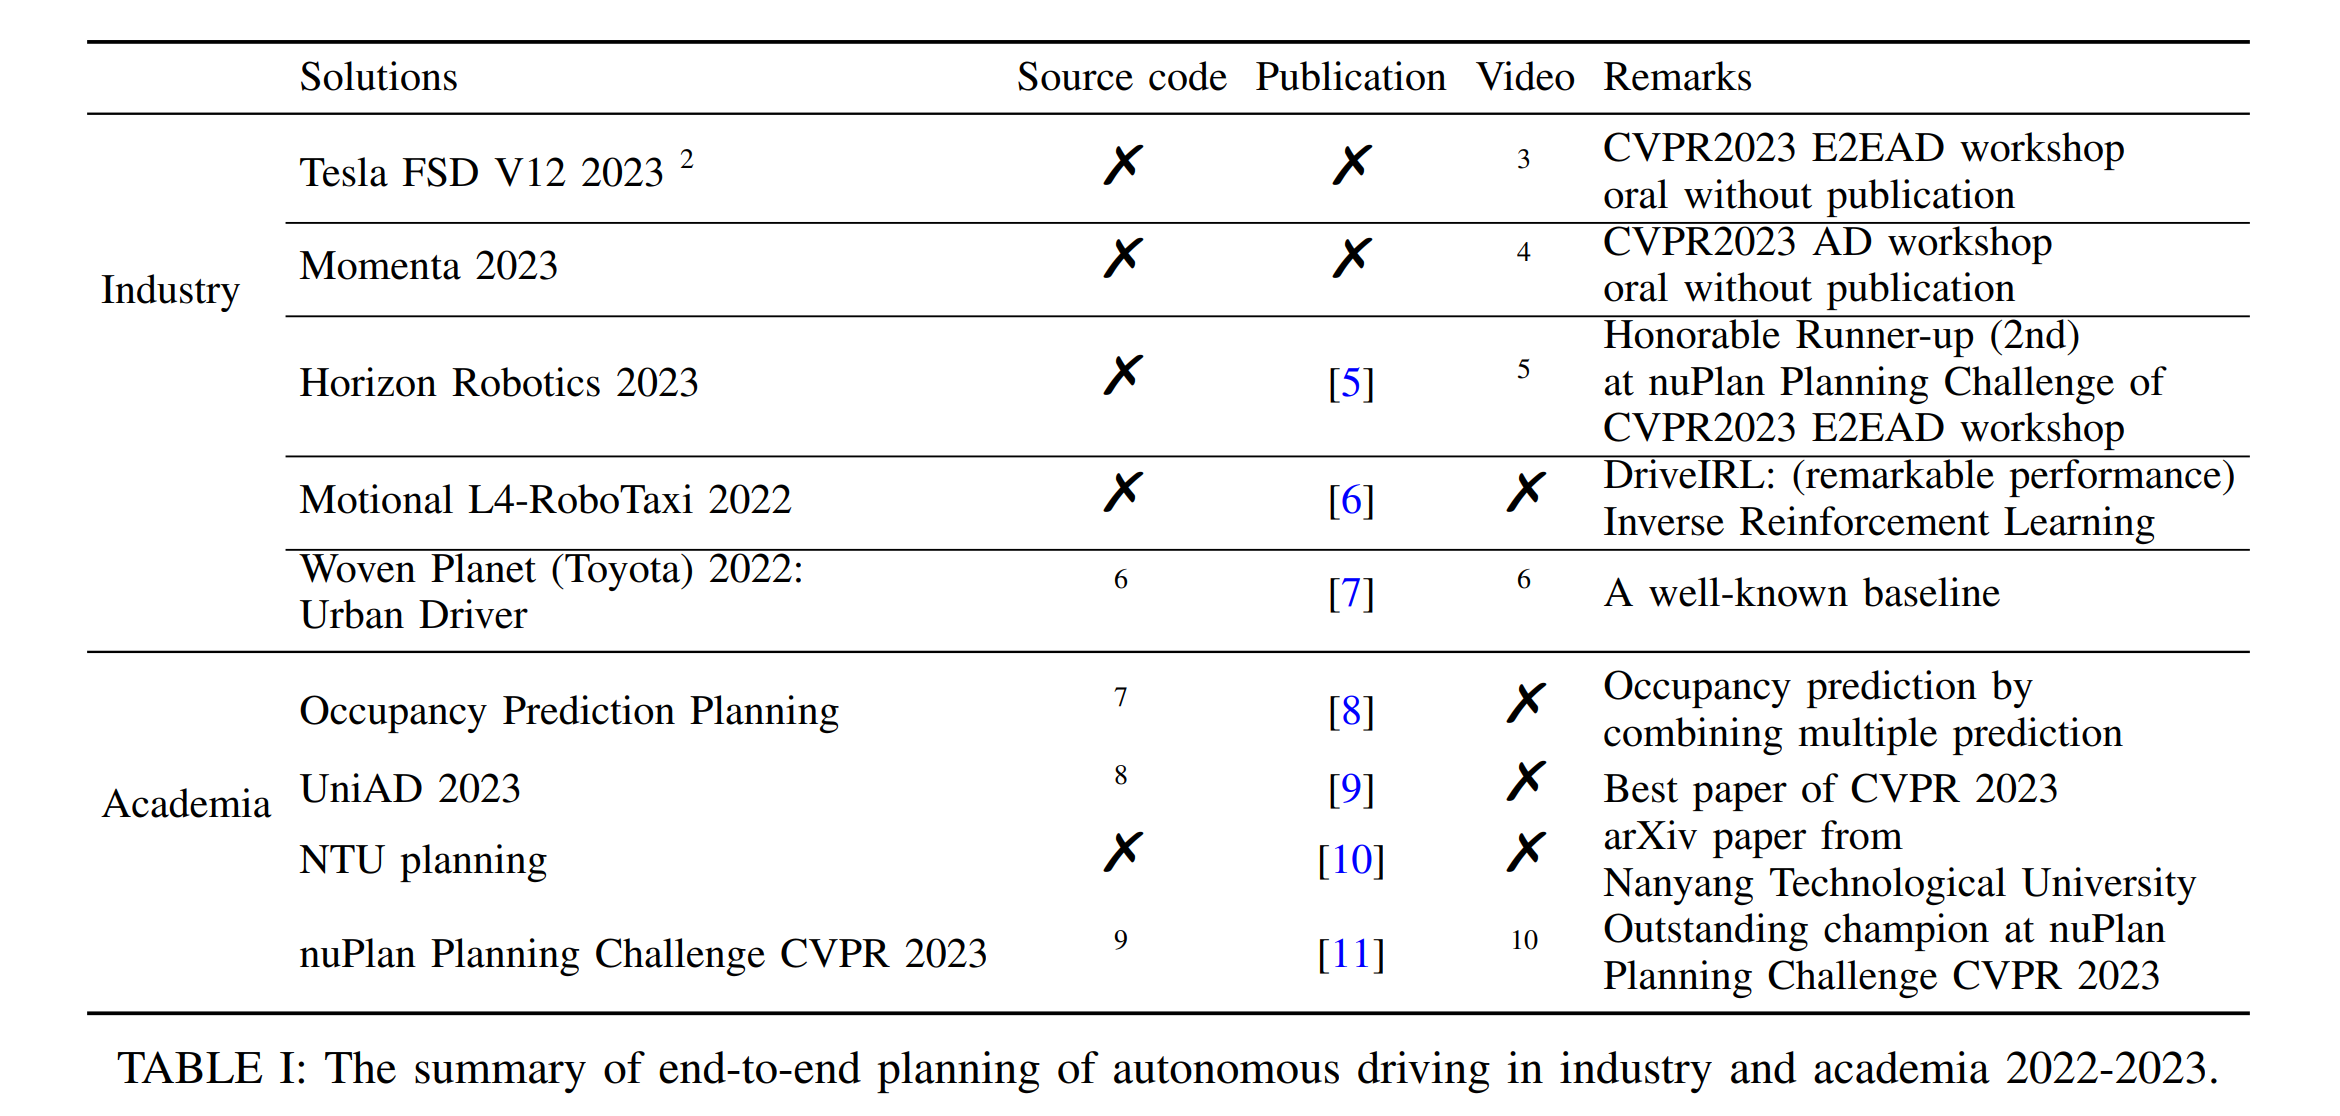 Solutions Source code Publication Video Remarks
Industry
Tesla FSD V12 2023 2 ✗ ✗ 3 CVPR2023 E2EAD workshop
oral without publication
Momenta 2023 ✗ ✗ 4 CVPR2023 AD workshop
oral without publication
Horizon Robotics 2023 ✗ [5] 5 Honorable Runner-up (2nd)
at nuPlan Planning Challenge of
CVPR2023 E2EAD workshop
Motional L4-RoboTaxi 2022 ✗ [6] ✗ DriveIRL: (remarkable performance)
Inverse Reinforcement Learning
Woven Planet (Toyota) 2022:
Urban Driver 6 [7] 6 A well-known baseline
Academia
Occupancy Prediction Planning 7 [8] ✗ Occupancy prediction by
combining multiple prediction
UniAD 2023 8 [9] ✗ Best paper of CVPR 2023
NTU planning ✗ [10] ✗ arXiv paper from
Nanyang Technological University
nuPlan Planning Challenge CVPR 2023 9 [11] 10 Outstanding champion at nuPlan
Planning Challenge CVPR 2023
TABLE I: The summary of end-to-end planning of autonomous driving in industry and academia 2022-2023.